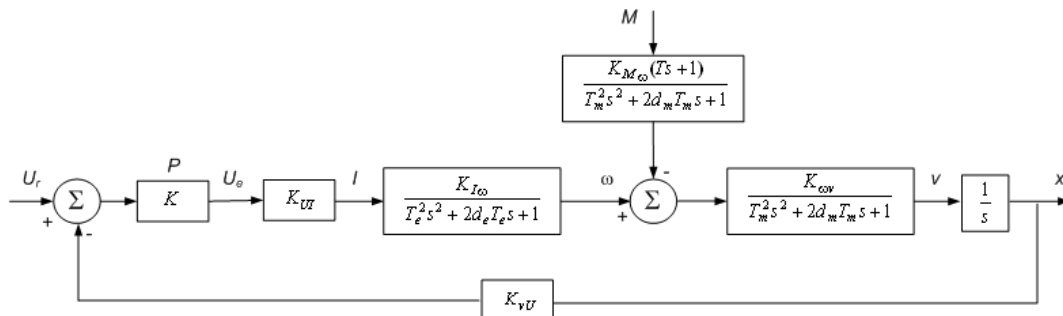 M
K_{Mω}(Ts + 1)
T_m^2 s^2 + 2d_m T_m s + 1
-
U_r
+
-
Σ
P
K
U_e
K_{UI}
I
K_{Iω}
T_e^2 s^2 + 2d_e T_e s + 1
ω
+
Σ
K_{ωv}
T_m^2 s^2 + 2d_m T_m s + 1
v
1
s
x
K_{vU}